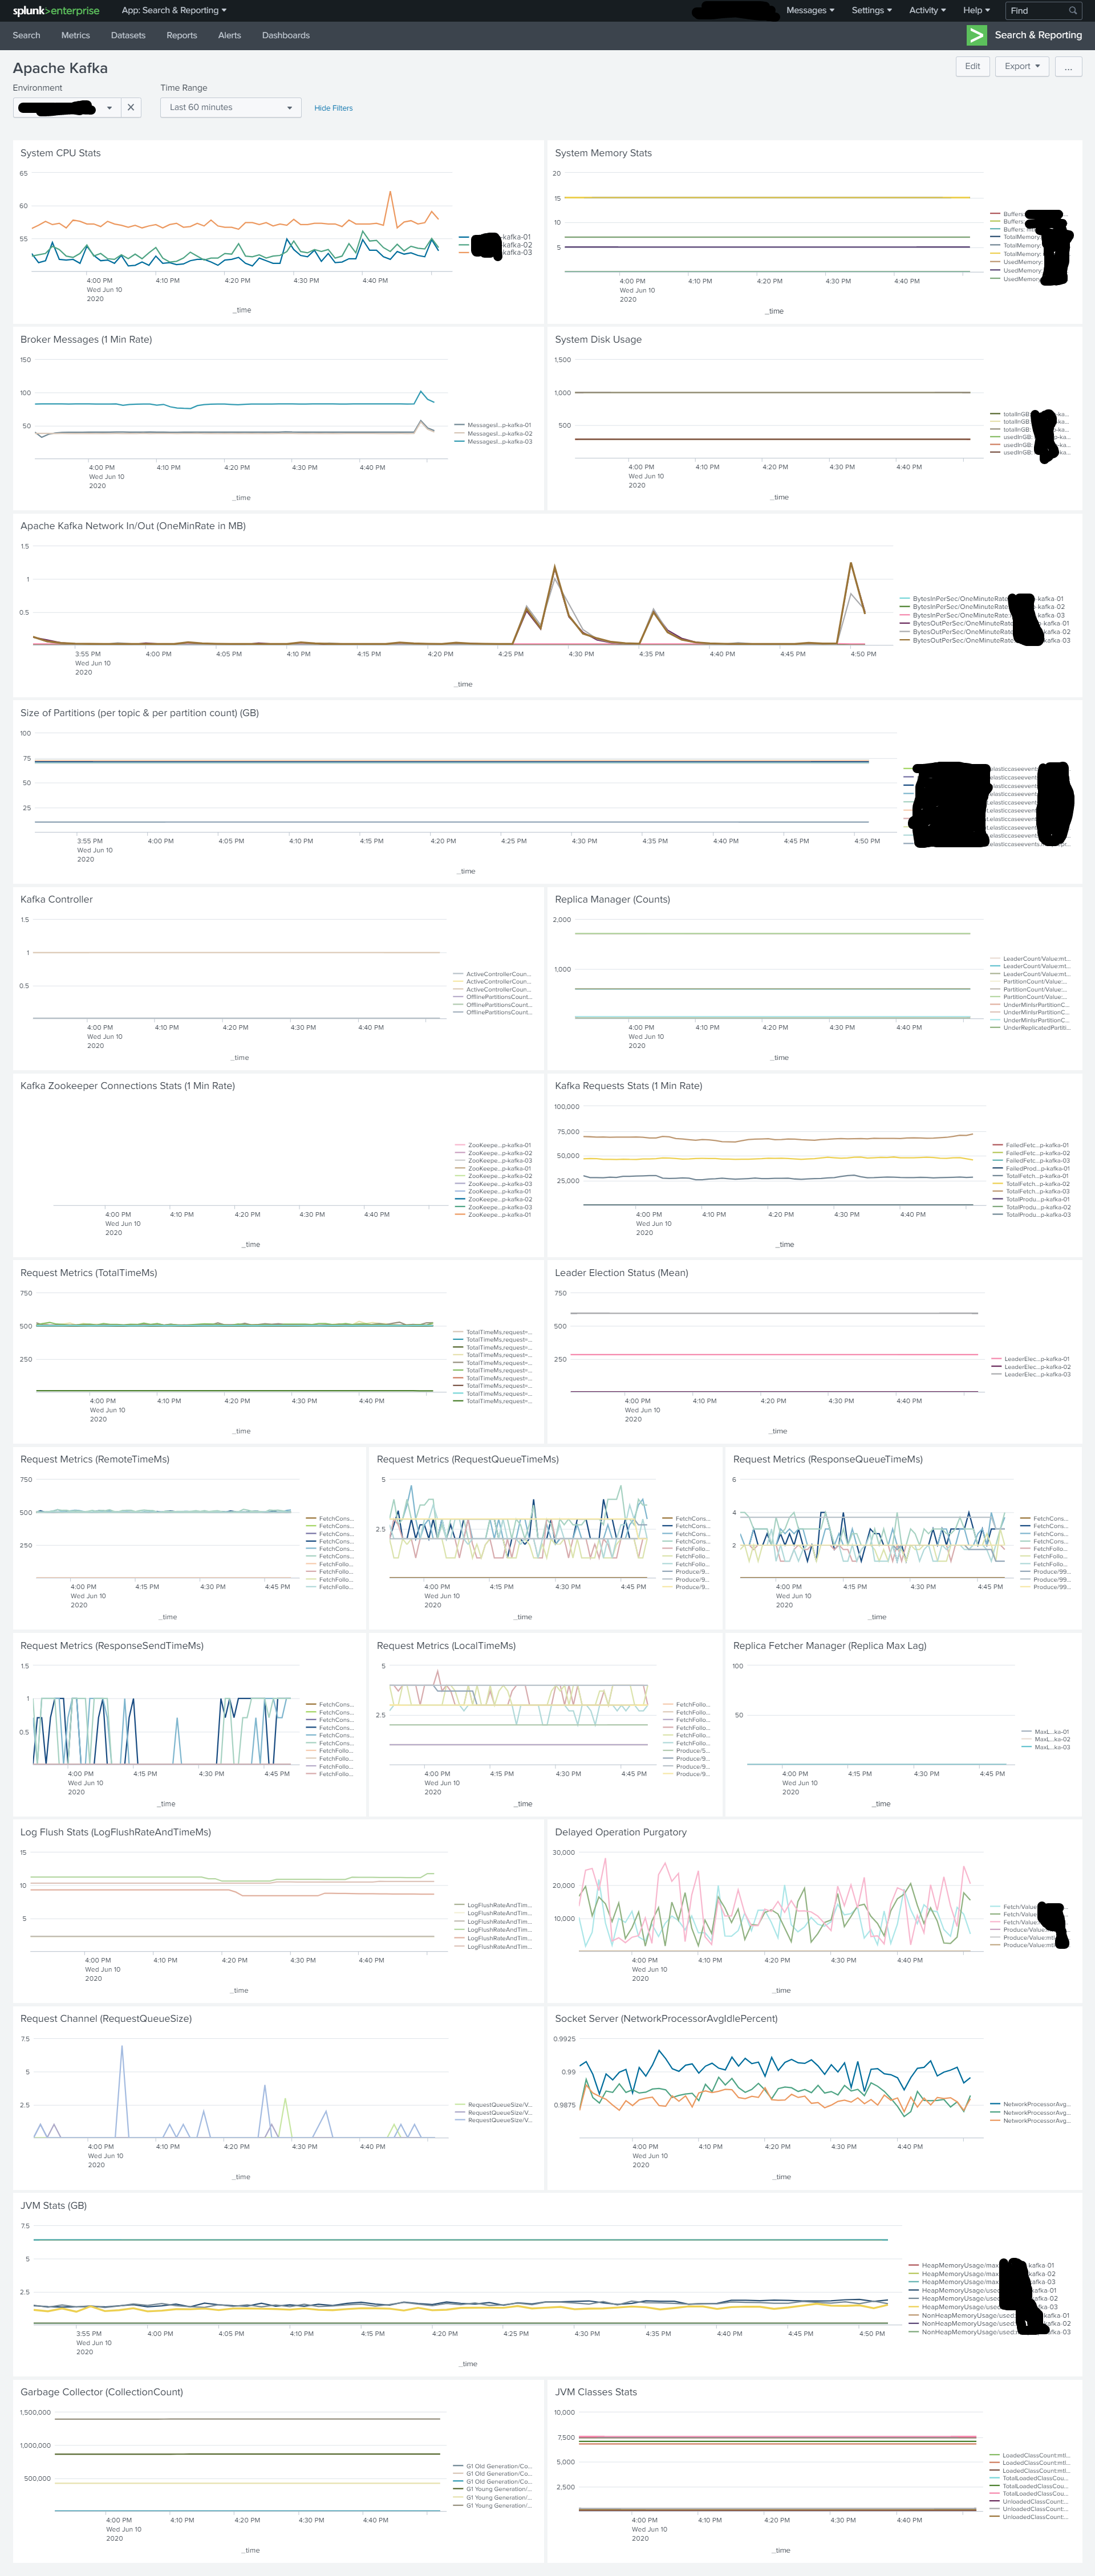 splunk>enterprise App: Search & Reporting Messages Settings Activity Help Find
Search Metrics Datasets Reports Alerts Dashboards Search & Reporting
Apache Kafka Edit Export ...
Environment Time Range
Last 60 minutes Hide Filters
System CPU Stats
65
60
55
4:00 PM 4:10 PM 4:20 PM 4:30 PM 4:40 PM
Wed Jun 10
2020
_time
kafka-01
kafka-02
kafka-03
System Memory Stats
20
15
10
5
4:00 PM 4:10 PM 4:20 PM 4:30 PM 4:40 PM
Wed Jun 10
2020
_time
Buffers:
Buffers:
Buffers:
TotalMemory:
TotalMemory:
TotalMemory:
UsedMemory:
UsedMemory:
UsedMemory:
Broker Messages (1 Min Rate)
150
100
50
4:00 PM 4:10 PM 4:20 PM 4:30 PM 4:40 PM
Wed Jun 10
2020
_time
MessagesI...p-kafka-01
MessagesI...p-kafka-02
MessagesI...p-kafka-03
System Disk Usage
1,500
1,000
500
4:00 PM 4:10 PM 4:20 PM 4:30 PM 4:40 PM
Wed Jun 10
2020
_time
totalInGB
totalInGB
totalInGB
usedInGB
usedInGB
usedInGB
Apache Kafka Network In/Out (OneMinRate in MB)
1.5
1
0.5
3:55 PM 4:00 PM 4:05 PM 4:10 PM 4:15 PM 4:20 PM 4:25 PM 4:30 PM 4:35 PM 4:40 PM 4:45 PM 4:50 PM
Wed Jun 10
2020
_time
BytesInPerSec/OneMinuteRate kafka-01
BytesInPerSec/OneMinuteRate kafka-02
BytesInPerSec/OneMinuteRate kafka-03
BytesOutPerSec/OneMinuteRate kafka-01
BytesOutPerSec/OneMinuteRate kafka-02
BytesOutPerSec/OneMinuteRate kafka-03
Size of Partitions (per topic & per partition count) (GB)
100
75
50
25
3:55 PM 4:00 PM 4:05 PM 4:10 PM 4:15 PM 4:20 PM 4:25 PM 4:30 PM 4:35 PM 4:40 PM 4:45 PM 4:50 PM
Wed Jun 10
2020
_time
elasticcaseevent
elasticcaseevent
elasticcaseevent
elasticcaseevent
elasticcaseevent
elasticcaseevent
elasticcaseevent
elasticcaseevent
elasticcaseevent
elasticcaseevent
Kafka Controller
1.5
1
0.5
4:00 PM 4:10 PM 4:20 PM 4:30 PM 4:40 PM
Wed Jun 10
2020
_time
ActiveControllerCoun...
ActiveControllerCoun...
ActiveControllerCoun...
OfflinePartitionsCount...
OfflinePartitionsCount...
OfflinePartitionsCount...
Replica Manager (Counts)
2,000
1,000
4:00 PM 4:10 PM 4:20 PM 4:30 PM 4:40 PM
Wed Jun 10
2020
_time
LeaderCount/Value:mt...
LeaderCount/Value:mt...
LeaderCount/Value:mt...
PartitionCount/Value:...
PartitionCount/Value:...
PartitionCount/Value:...
UnderMinIsrPartitionC...
UnderMinIsrPartitionC...
UnderMinIsrPartitionC...
UnderReplicatedPartiti...
Kafka Zookeeper Connections Stats (1 Min Rate)
4:00 PM 4:10 PM 4:20 PM 4:30 PM 4:40 PM
Wed Jun 10
2020
_time
ZooKeepe...p-kafka-01
ZooKeepe...p-kafka-02
ZooKeepe...p-kafka-03
ZooKeepe...p-kafka-01
ZooKeepe...p-kafka-02
ZooKeepe...p-kafka-03
ZooKeepe...p-kafka-01
ZooKeepe...p-kafka-02
ZooKeepe...p-kafka-03
ZooKeepe...p-kafka-01
Kafka Requests Stats (1 Min Rate)
100,000
75,000
50,000
25,000
4:00 PM 4:10 PM 4:20 PM 4:30 PM 4:40 PM
Wed Jun 10
2020
_time
FailedFetc...p-kafka-01
FailedFetc...p-kafka-02
FailedFetc...p-kafka-03
FailedProd...p-kafka-01
TotalFetch...p-kafka-01
TotalFetch...p-kafka-02
TotalFetch...p-kafka-03
TotalProdu...p-kafka-01
TotalProdu...p-kafka-02
TotalProdu...p-kafka-03
Request Metrics (TotalTimeMs)
750
500
250
4:00 PM 4:10 PM 4:20 PM 4:30 PM 4:40 PM
Wed Jun 10
2020
_time
TotalTimeMs,request=...
TotalTimeMs,request=...
TotalTimeMs,request=...
TotalTimeMs,request=...
TotalTimeMs,request=...
TotalTimeMs,request=...
TotalTimeMs,request=...
TotalTimeMs,request=...
TotalTimeMs,request=...
TotalTimeMs,request=...
Leader Election Status (Mean)
750
500
250
4:00 PM 4:10 PM 4:20 PM 4:30 PM 4:40 PM
Wed Jun 10
2020
_time
LeaderElec...p-kafka-01
LeaderElec...p-kafka-02
LeaderElec...p-kafka-03
Request Metrics (RemoteTimeMs)
750
500
250
4:00 PM 4:15 PM 4:30 PM 4:45 PM
Wed Jun 10
2020
_time
FetchCons...
FetchCons...
FetchCons...
FetchCons...
FetchCons...
FetchCons...
FetchFollo...
FetchFollo...
FetchFollo...
FetchFollo...
Request Metrics (RequestQueueTimeMs)
5
2.5
4:00 PM 4:15 PM 4:30 PM 4:45 PM
Wed Jun 10
2020
_time
FetchCons...
FetchCons...
FetchCons...
FetchCons...
FetchFollo...
FetchFollo...
FetchFollo...
Produce/9...
Produce/9...
Produce/9...
Request Metrics (ResponseQueueTimeMs)
6
4
2
4:00 PM 4:15 PM 4:30 PM 4:45 PM
Wed Jun 10
2020
_time
FetchCons...
FetchCons...
FetchCons...
FetchCons...
FetchFollo...
FetchFollo...
FetchFollo...
Produce/99...
Produce/99...
Produce/99...
Request Metrics (ResponseSendTimeMs)
1.5
1
0.5
4:00 PM 4:15 PM 4:30 PM 4:45 PM
Wed Jun 10
2020
_time
FetchCons...
FetchCons...
FetchCons...
FetchCons...
FetchCons...
FetchCons...
FetchFollo...
FetchFollo...
FetchFollo...
FetchFollo...
Request Metrics (LocalTimeMs)
5
2.5
4:00 PM 4:15 PM 4:30 PM 4:45 PM
Wed Jun 10
2020
_time
FetchFollo...
FetchFollo...
FetchFollo...
FetchFollo...
FetchFollo...
FetchFollo...
Produce/5...
Produce/9...
Produce/9...
Produce/9...
Replica Fetcher Manager (Replica Max Lag)
100
50
4:00 PM 4:15 PM 4:30 PM 4:45 PM
Wed Jun 10
2020
_time
MaxL...ka-01
MaxL...ka-02
MaxL...ka-03
Log Flush Stats (LogFlushRateAndTimeMs)
15
10
5
4:00 PM 4:10 PM 4:20 PM 4:30 PM 4:40 PM
Wed Jun 10
2020
_time
LogFlushRateAndTim...
LogFlushRateAndTim...
LogFlushRateAndTim...
LogFlushRateAndTim...
LogFlushRateAndTim...
LogFlushRateAndTim...
Delayed Operation Purgatory
30,000
20,000
10,000
4:00 PM 4:10 PM 4:20 PM 4:30 PM 4:40 PM
Wed Jun 10
2020
_time
Fetch/Value
Fetch/Value
Fetch/Value
Produce/Value
Produce/Value:
Produce/Value:mt
Request Channel (RequestQueueSize)
7.5
5
2.5
4:00 PM 4:10 PM 4:20 PM 4:30 PM 4:40 PM
Wed Jun 10
2020
_time
RequestQueueSize/V...
RequestQueueSize/V...
RequestQueueSize/V...
Socket Server (NetworkProcessorAvgIdlePercent)
0.9925
0.99
0.9875
4:00 PM 4:10 PM 4:20 PM 4:30 PM 4:40 PM
Wed Jun 10
2020
_time
NetworkProcessorAvg...
NetworkProcessorAvg...
NetworkProcessorAvg...
JVM Stats (GB)
7.5
5
2.5
3:55 PM 4:00 PM 4:05 PM 4:10 PM 4:15 PM 4:20 PM 4:25 PM 4:30 PM 4:35 PM 4:40 PM 4:45 PM 4:50 PM
Wed Jun 10
2020
_time
HeapMemoryUsage/max kafka-01
HeapMemoryUsage/max kafka-02
HeapMemoryUsage/max kafka-03
HeapMemoryUsage/used
HeapMemoryUsage/used
HeapMemoryUsage/used
NonHeapMemoryUsage/used
NonHeapMemoryUsage/used
NonHeapMemoryUsage/used
Garbage Collector (CollectionCount)
1,500,000
1,000,000
500,000
4:00 PM 4:10 PM 4:20 PM 4:30 PM 4:40 PM
Wed Jun 10
2020
_time
G1 Old Generation/Co...
G1 Old Generation/Co...
G1 Old Generation/Co...
G1 Young Generation/...
G1 Young Generation/...
G1 Young Generation/...
JVM Classes Stats
10,000
7,500
5,000
2,500
4:00 PM 4:10 PM 4:20 PM 4:30 PM 4:40 PM
Wed Jun 10
2020
_time
LoadedClassCount:mtl...
LoadedClassCount:mtl...
LoadedClassCount:mtl...
TotalLoadedClassCou...
TotalLoadedClassCou...
TotalLoadedClassCou...
UnloadedClassCount:...
UnloadedClassCount:...
UnloadedClassCount:...